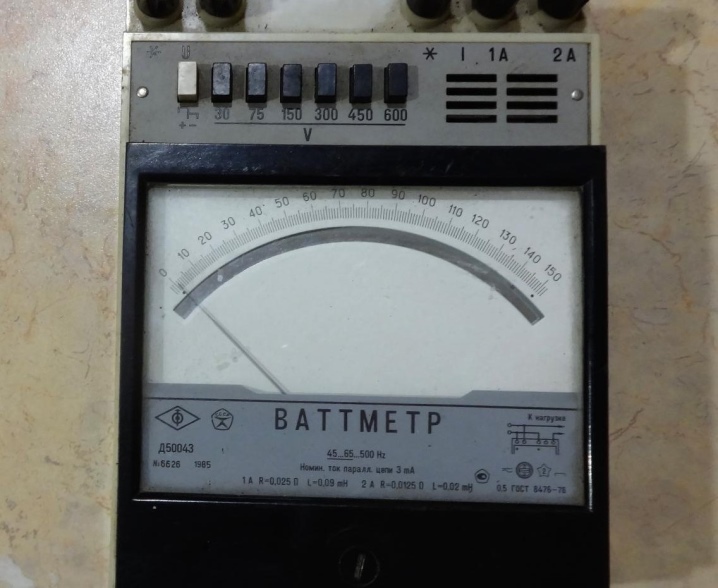 * I 1A 2A
30 75 150 300 450 600
+ -
V
0 10 20 30 40 50 60 70 80 90 100 110 120 130 140 150
ВАТТМЕТР
К нагрузке
Д50043
45...65...500 Hz
№5626 1985
Номин. ток паралл. цепи 3 mA
1 A R=0,025 Ω L=0,09 mH 2 A R=0,0125 Ω L=0,02 mH 0,5 ГОСТ 8476-78